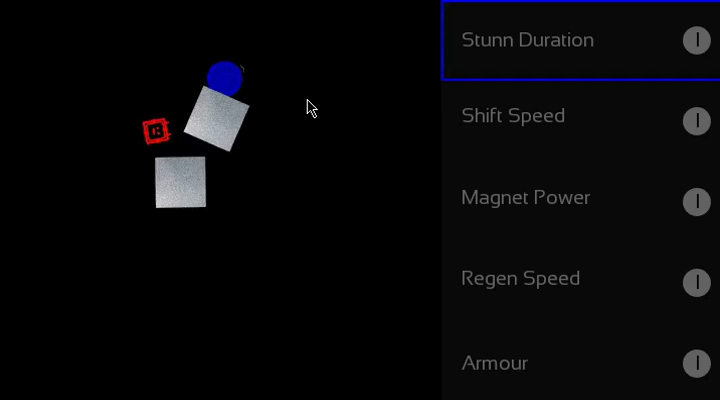 Stunn Duration
I
Shift Speed
I
Magnet Power
I
Regen Speed
I
Armour
I